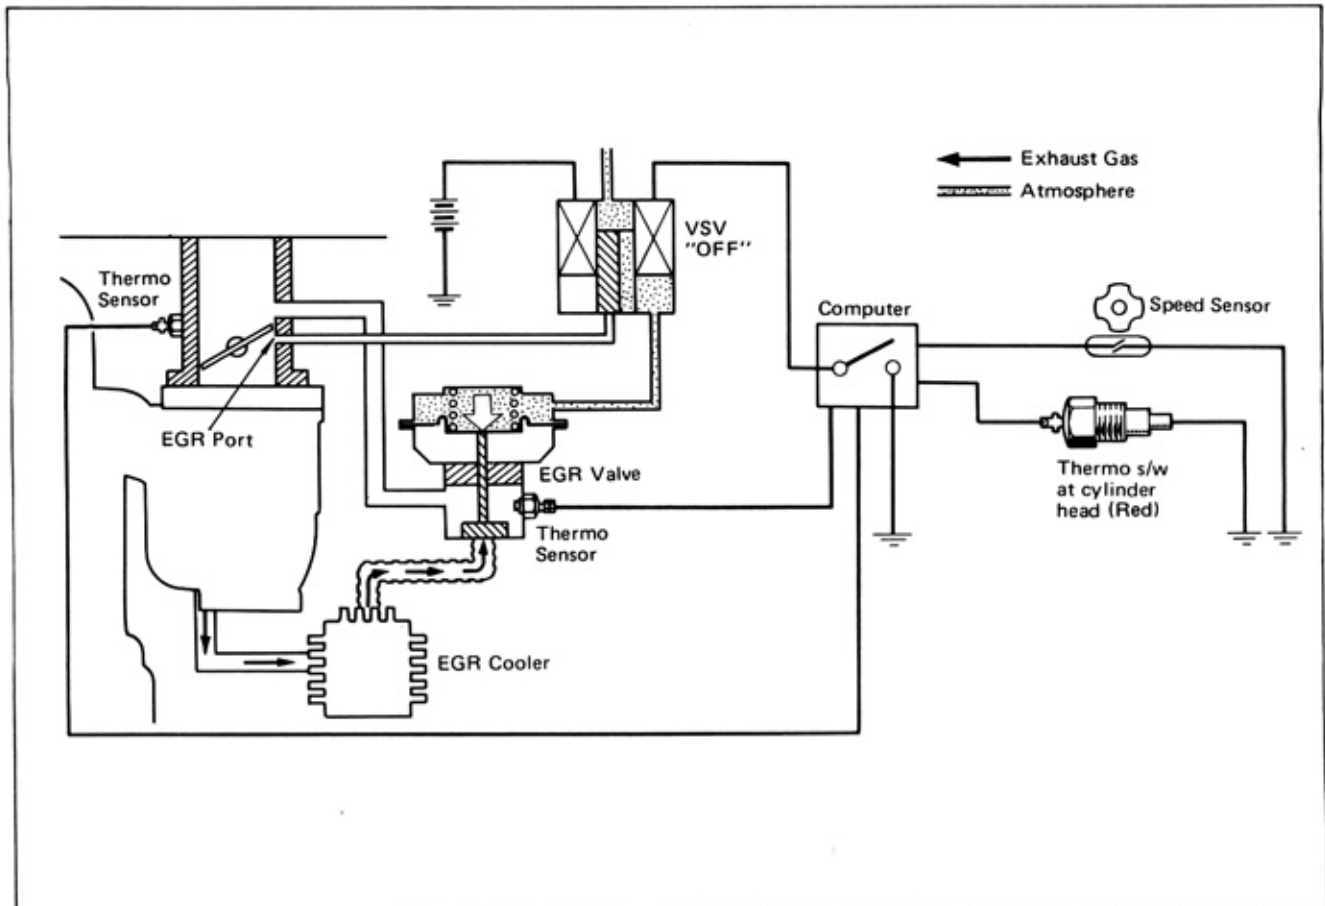 Exhaust Gas
Atmosphere
VSV
"OFF"
Thermo
Sensor
Computer
Speed Sensor
EGR Port
EGR Valve
Thermo s/w
at cylinder
head (Red)
Thermo
Sensor
EGR Cooler